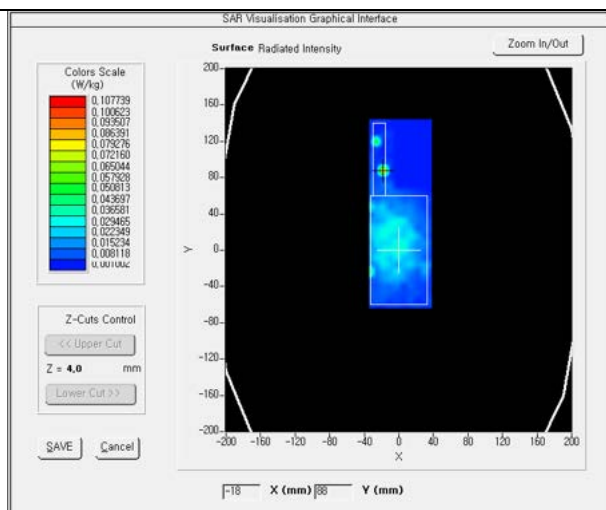 SAR Visualisation Graphical Interface
Surface Radiated Intensity
Zoom In/Out
Colors Scale
(W/kg)
0,107739
0,100623
0,093507
0,086391
0,079276
0,072160
0,065044
0,057928
0,050813
0,043697
0,036581
0,029465
0,022349
0,015234
0,008118
0,001002
Z-Cuts Control
<< Upper Cut
Z = 4,0 mm
Lower Cut >>
SAVE Cancel
200
160
120
80
40
0
-40
-80
-120
-160
-200
Y
-200 -160 -120 -80 -40 0 40 80 120 160 200
X
-18 X (mm) 88 Y (mm)